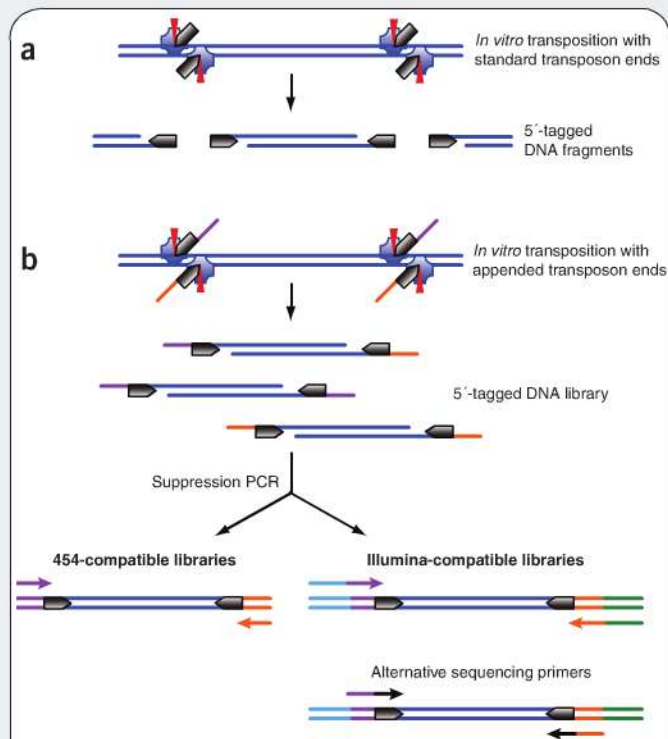 a
In vitro transposition with
standard transposon ends
5´-tagged
DNA fragments
b
In vitro transposition with
appended transposon ends
5´-tagged DNA library
Suppression PCR
454-compatible libraries
Illumina-compatible libraries
Alternative sequencing primers